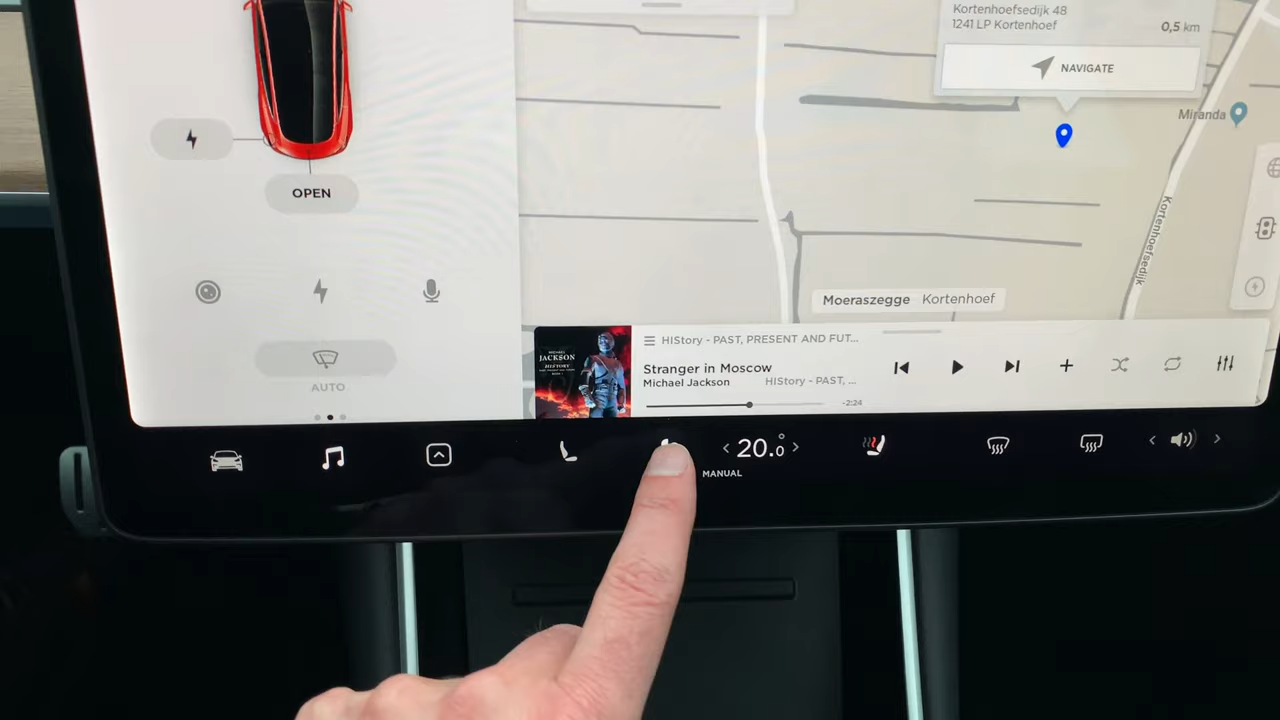 Kortenhoefsedijk 48
1241 LP Kortenhoef
0,5 km
NAVIGATE
Miranda
OPEN
Kortenhoefsedijk
Moeraszegge Kortenhoef
AUTO
MICHAEL
JACKSON
HISTORY
HIStory - PAST, PRESENT AND FUT...
Stranger in Moscow
Michael Jackson
HIStory - PAST, ...
-2:24
20.0
MANUAL